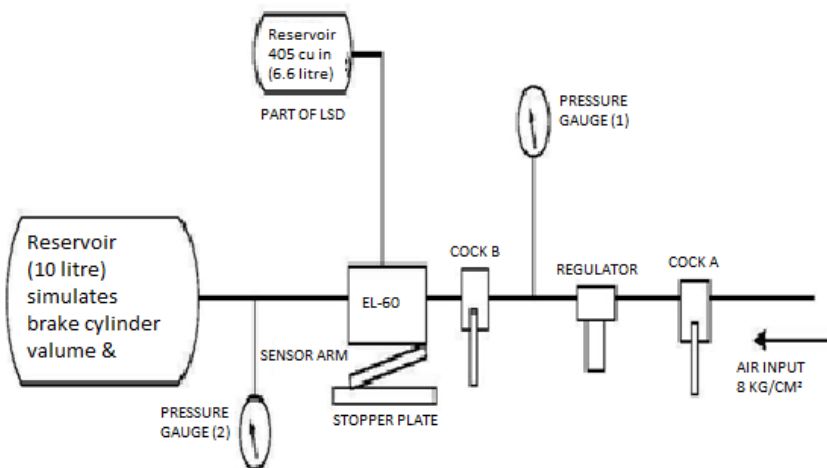 Reservoir
405 cu in
(6.6 litre)
PART OF LSD
PRESSURE
GAUGE (1)
Reservoir
(10 litre)
simulates
brake cylinder
valume &
EL-60
COCK B
REGULATOR
COCK A
SENSOR ARM
STOPPER PLATE
PRESSURE
GAUGE (2)
AIR INPUT
8 KG/CM²